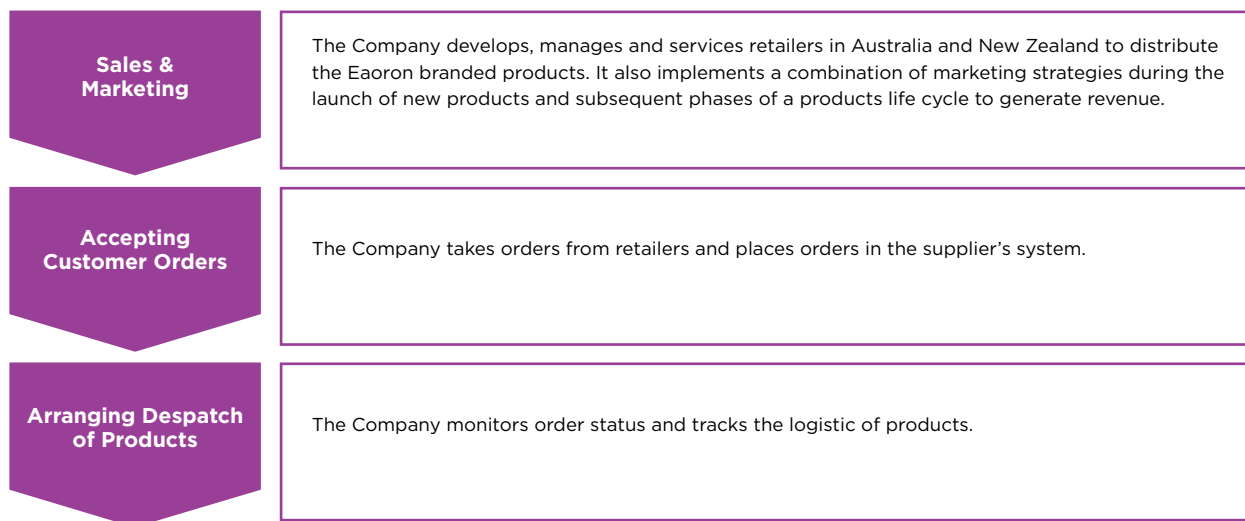 Sales &
Marketing
The Company develops, manages and services retailers in Australia and New Zealand to distribute
the Eaoron branded products. It also implements a combination of marketing strategies during the
launch of new products and subsequent phases of a products life cycle to generate revenue.
Accepting
Customer Orders
The Company takes orders from retailers and places orders in the supplier’s system.
Arranging Despatch
of Products
The Company monitors order status and tracks the logistic of products.